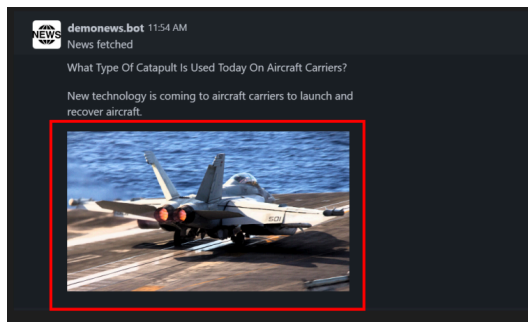 NEWS
demonews.bot 11:54 AM
News fetched
What Type Of Catapult Is Used Today On Aircraft Carriers?
New technology is coming to aircraft carriers to launch and
recover aircraft.
501